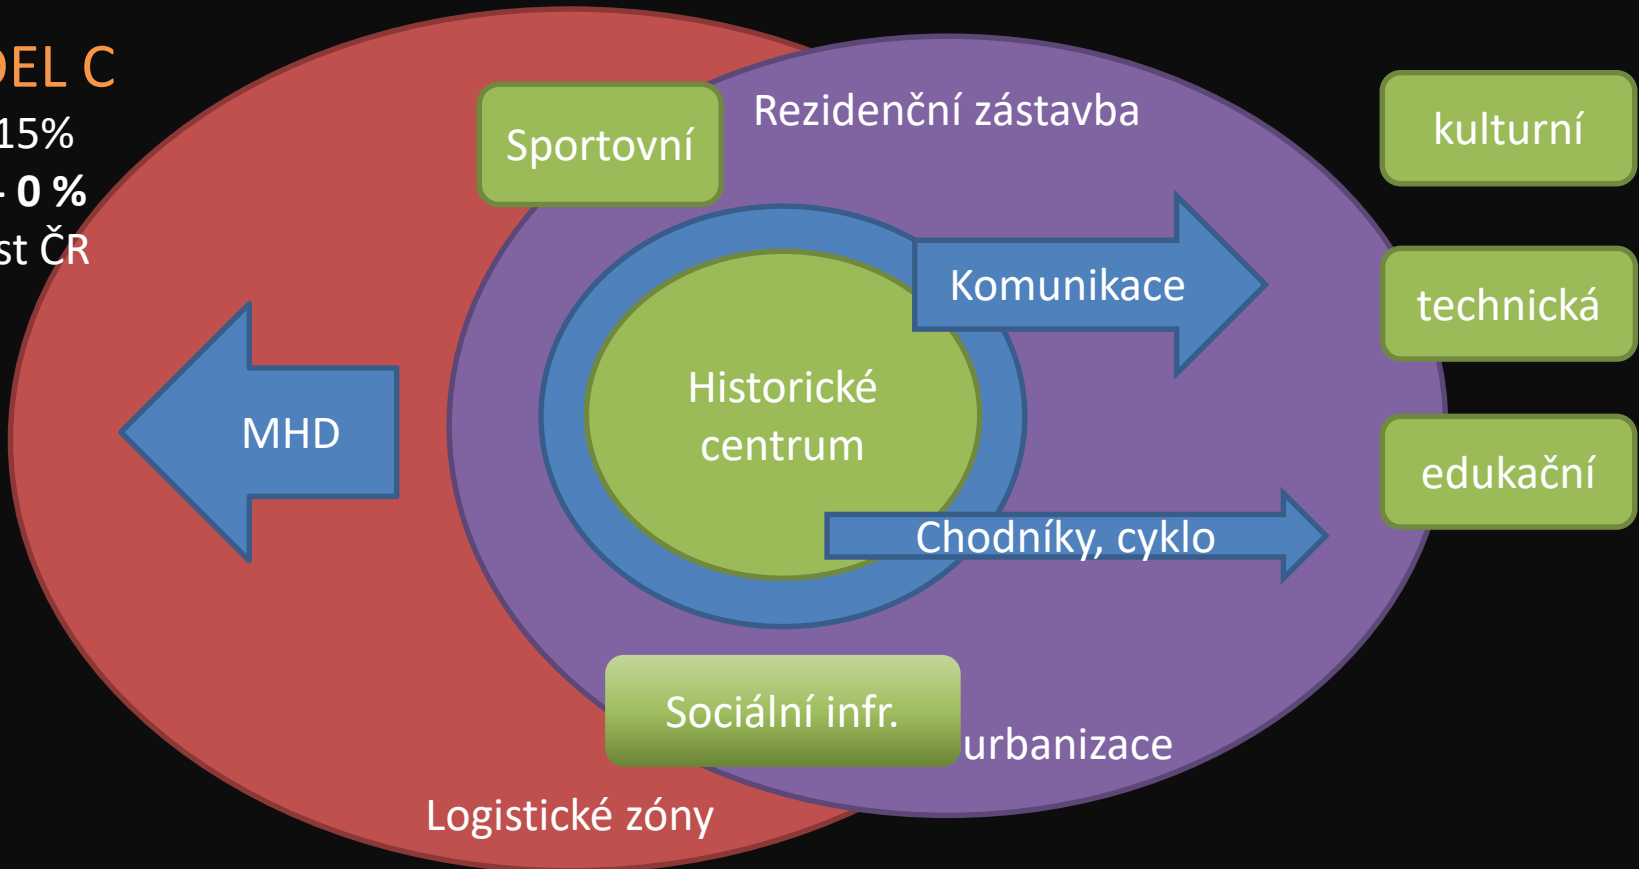 DEL C
15%
- 0 %
st ČR
Sportovní
Rezidenční zástavba
kulturní
Komunikace
technická
MHD
Historické
centrum
edukační
Chodníky, cyklo
Sociální infr.
urbanizace
Logistické zóny